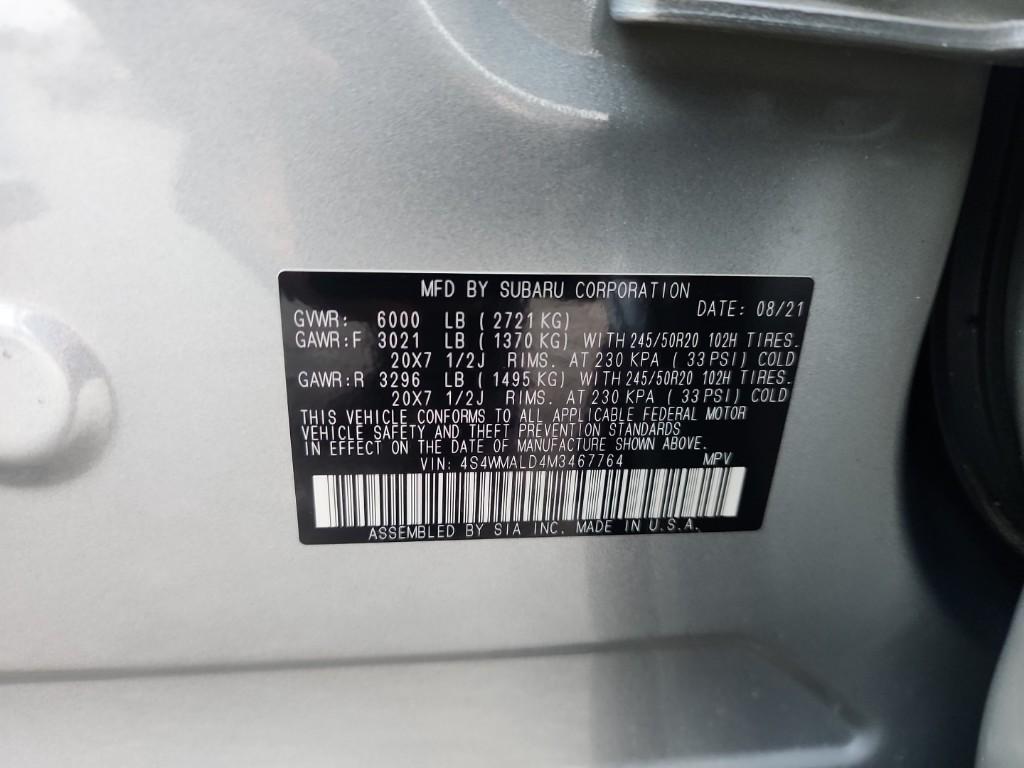 MFD BY SUBARU CORPORATION
DATE: 08/21
GVWR: 6000 LB (2721KG)
GAWR:F 3021 LB (1370 KG) WITH 245/50R20 102H TIRES.
20X7 1/2J RIMS. AT 230 KPA (33 PSI) COLD
GAWR:R 3296 LB (1495 KG) WITH 245/50R20 102H TIRES.
20X7 1/2J RIMS. AT 230 KPA (33 PSI) COLD
THIS VEHICLE CONFORMS TO ALL APPLICABLE FEDERAL MOTOR
VEHICLE SAFETY AND THEFT PREVENTION STANDARDS
IN EFFECT ON THE DATE OF MANUFACTURE SHOWN ABOVE.
VIN: 4S4WMALD4M3467764 MPV
ASSEMBLED BY SIA INC. MADE IN U.S.A.